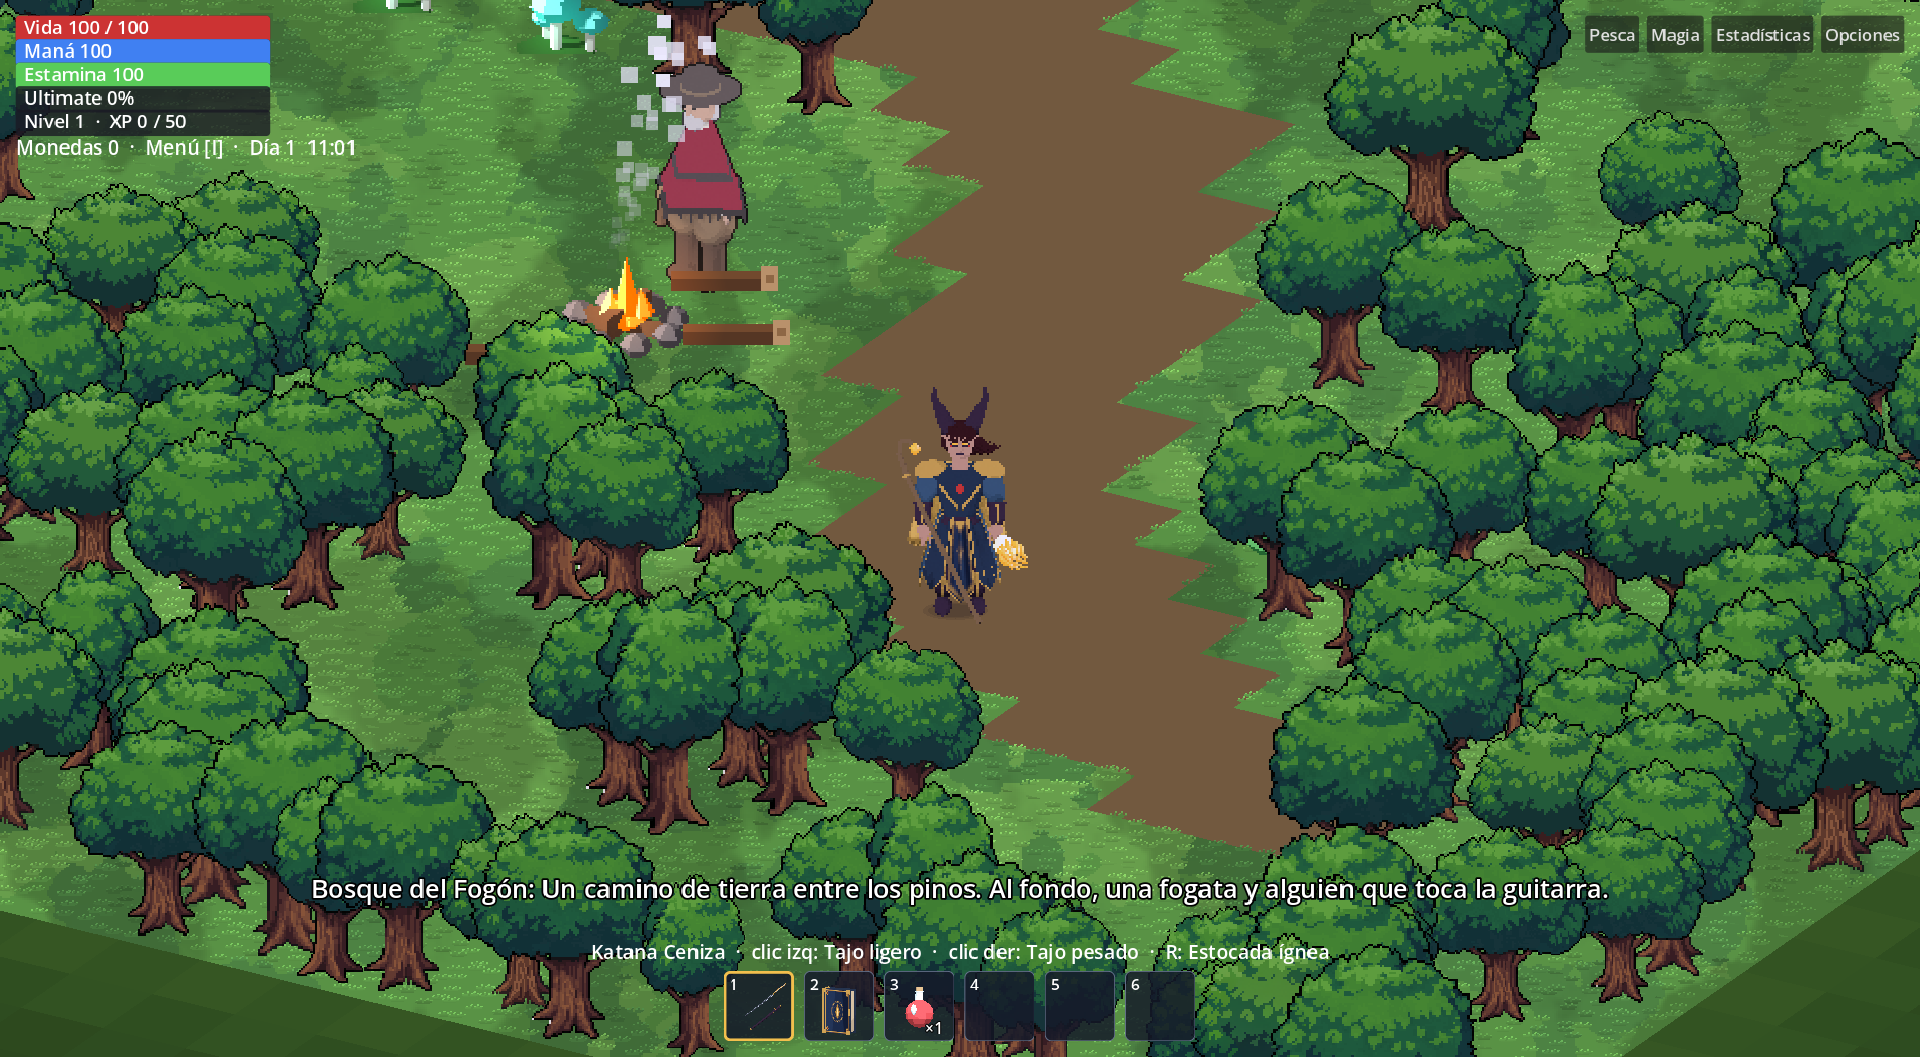 Vida 100 / 100
Maná 100
Estamina 100
Ultimate 0%
Nivel 1 · XP 0 / 50
Monedas 0 · Menú [I] · Día 1 11:01
Pesca Magia Estadísticas Opciones
Bosque del Fogón: Un camino de tierra entre los pinos. Al fondo, una fogata y alguien que toca la guitarra.
Katana Ceniza · clic izq: Tajo ligero · clic der: Tajo pesado · R: Estocada ígnea
1 2 3 4 5 6
×1